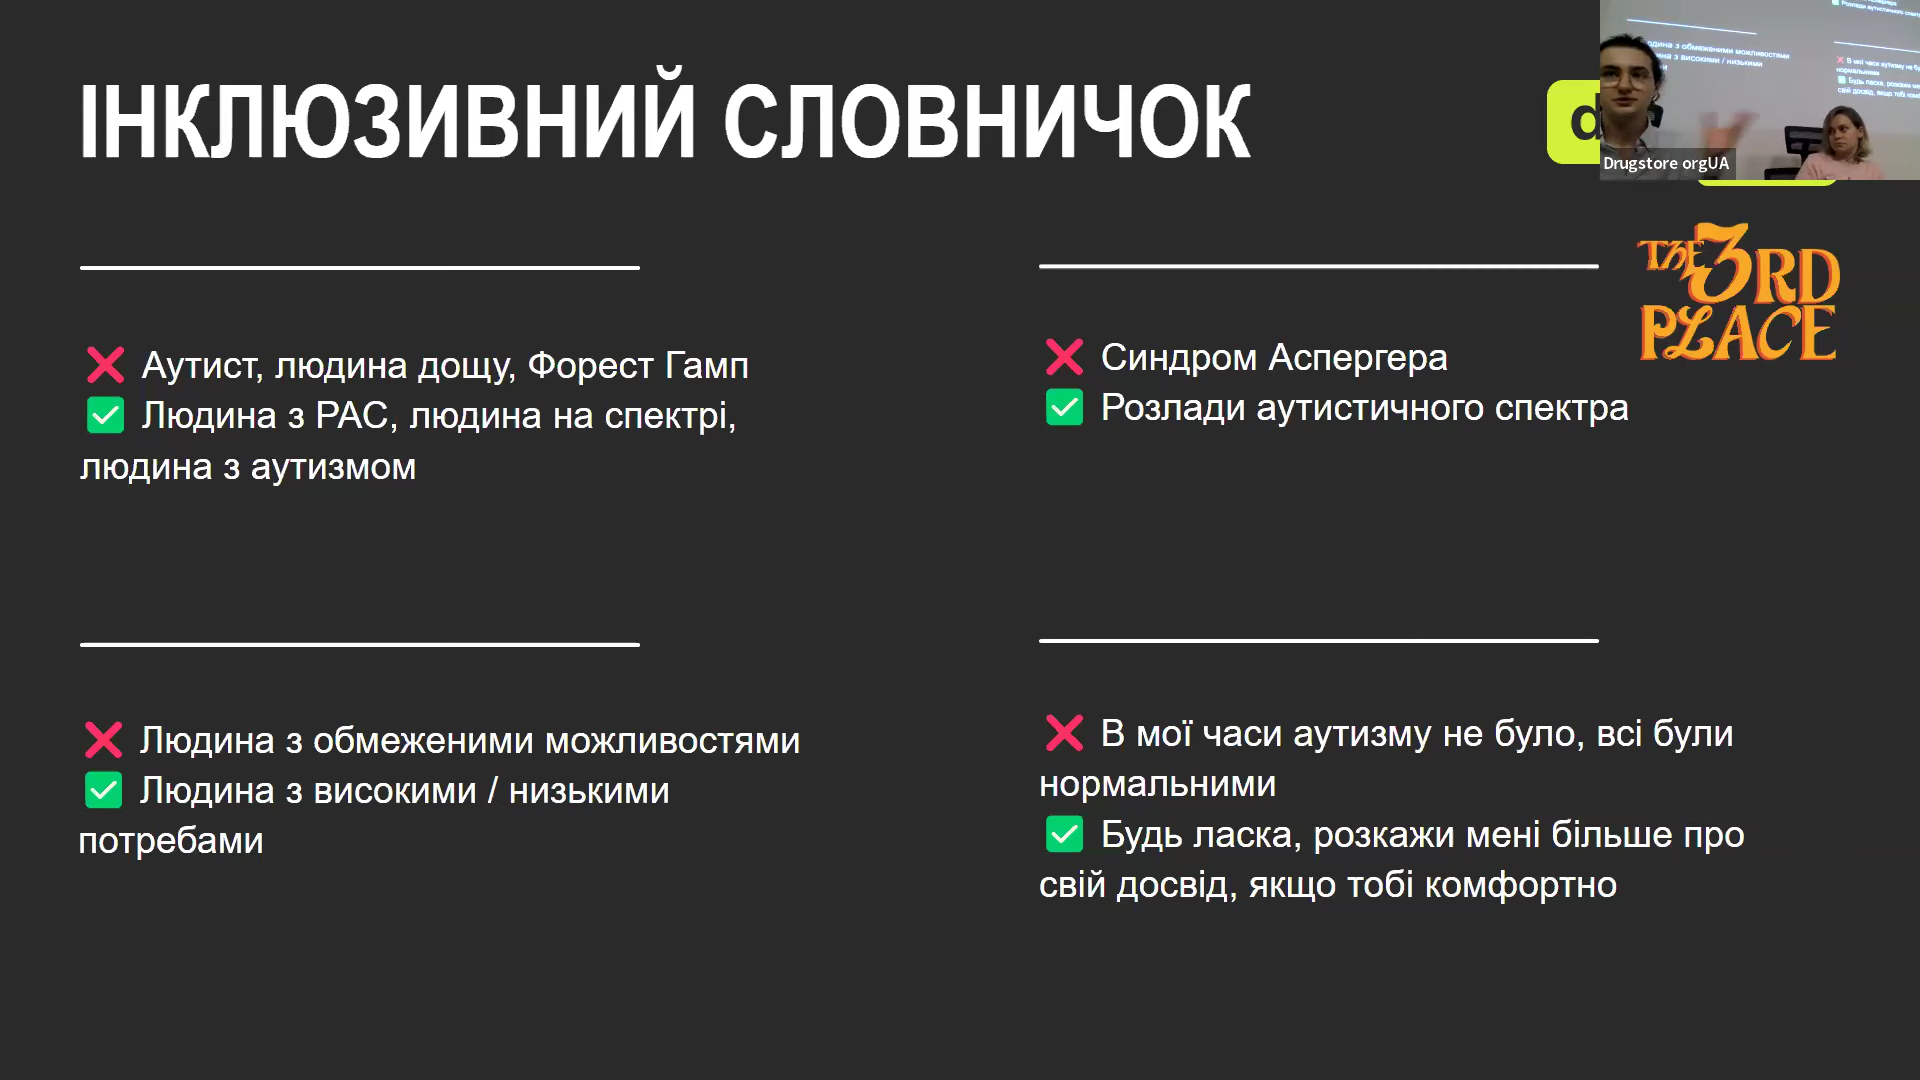 ІНКЛЮЗИВНИЙ СЛОВНИЧОК
Drugstore orgUA
THE 3RD
PLACE
❌ Аутист, людина дощу, Форест Гамп
✅ Людина з РАС, людина на спектрі,
людина з аутизмом
❌ Синдром Аспергера
✅ Розлади аутистичного спектра
❌ Людина з обмеженими можливостями
✅ Людина з високими / низькими
потребами
❌ В мої часи аутизму не було, всі були
нормальними
✅ Будь ласка, розкажи мені більше про
свій досвід, якщо тобі комфортно